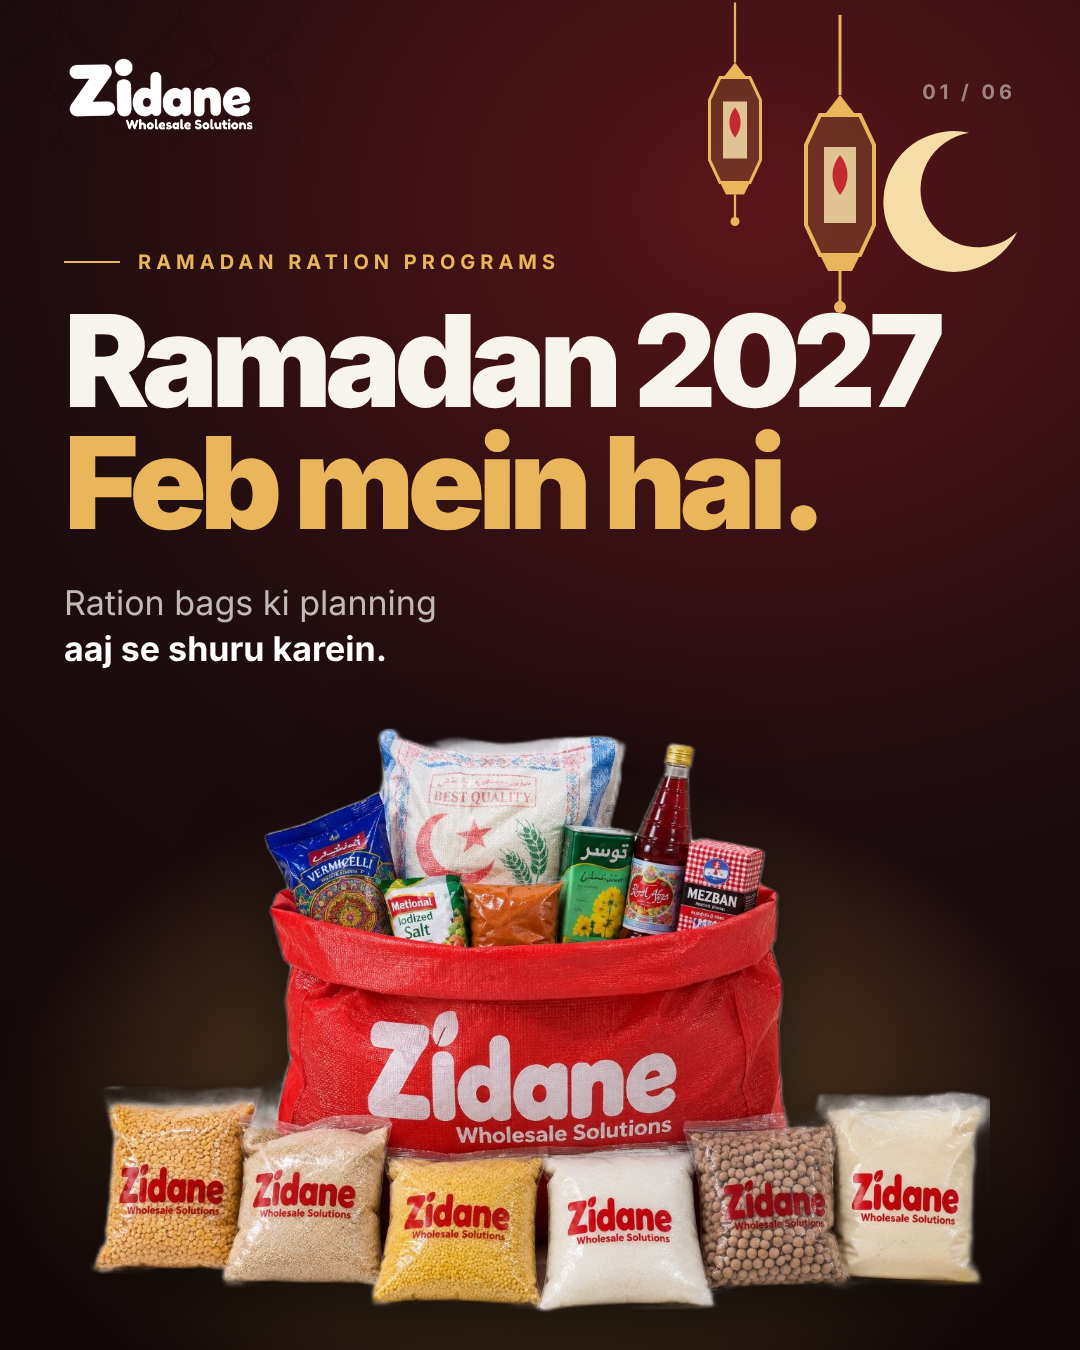 Zidane
Wholesale Solutions
01 / 06
RAMADAN RATION PROGRAMS
Ramadan 2027
Feb mein hai.
Ration bags ki planning
aaj se shuru karein.
BEST QUALITY
VERMICELLI
Metional
Iodized
Salt
توسر
MEZBAN
Zidane
Wholesale Solutions
Zidane
Wholesale Solutions
Zidane
Wholesale Solutions
Zidane
Wholesale Solutions
Zidane
Wholesale Solutions
Zidane
Wholesale Solutions
Zidane
Wholesale Solutions